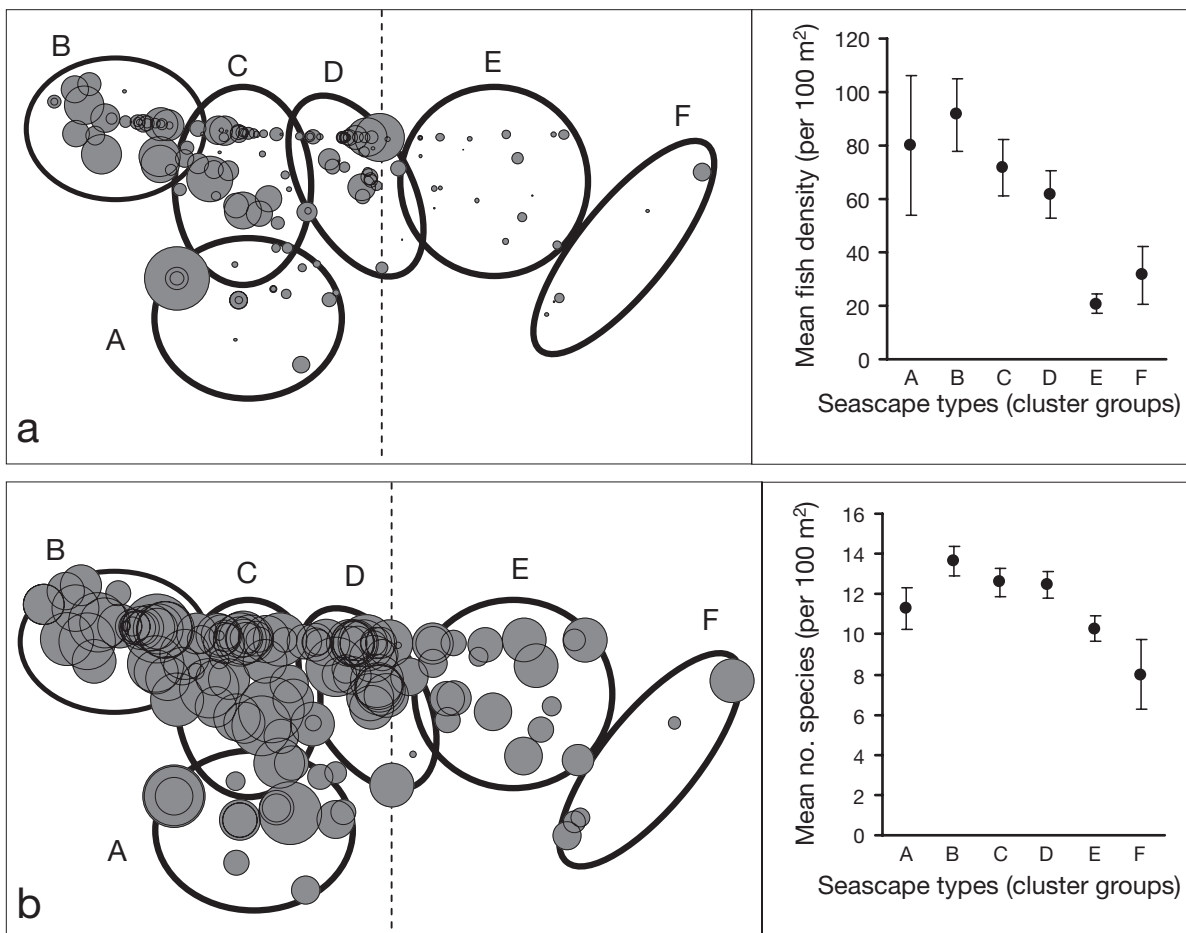 B
C
D
E
F
A
a
Mean fish density (per 100 m²)
120
100
80
60
40
20
0
A B C D E F
Seascape types (cluster groups)
B
C
D
E
F
A
b
Mean no. species (per 100 m²)
16
14
12
10
8
6
4
2
0
A B C D E F
Seascape types (cluster groups)